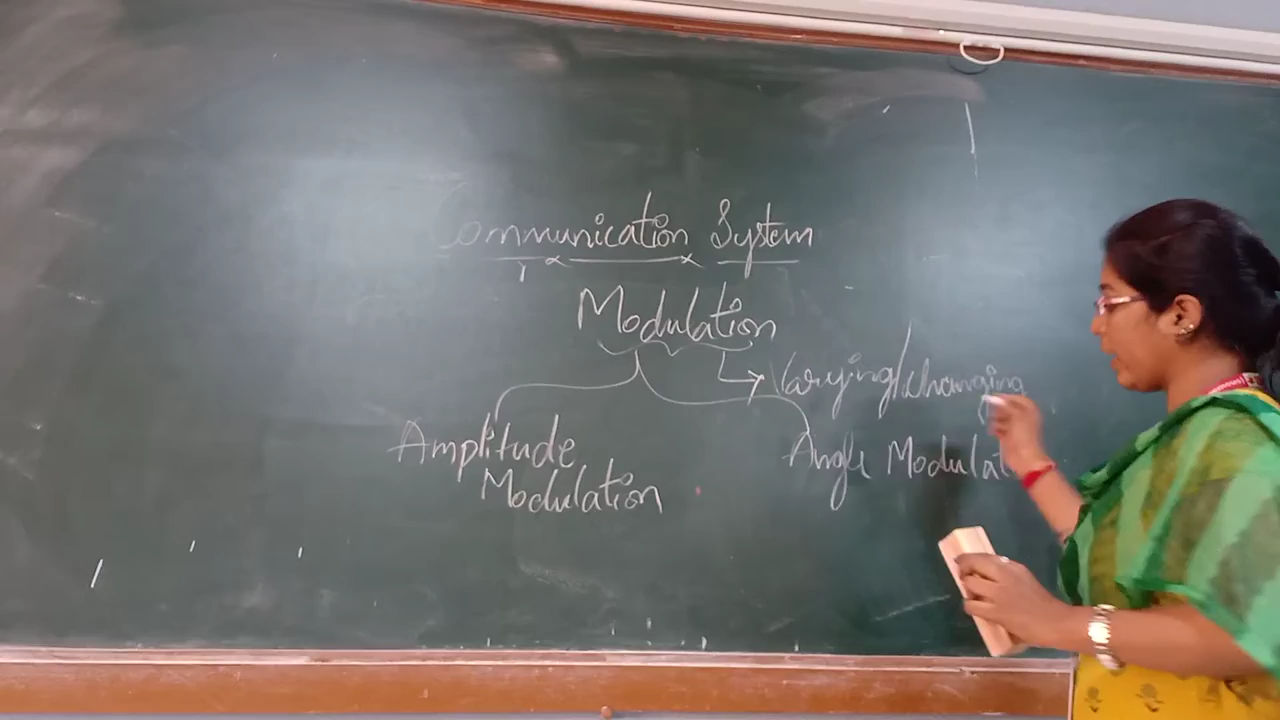 Communication System
Modulation
Varying/changing
Amplitude
Modulation
Angle Modulat